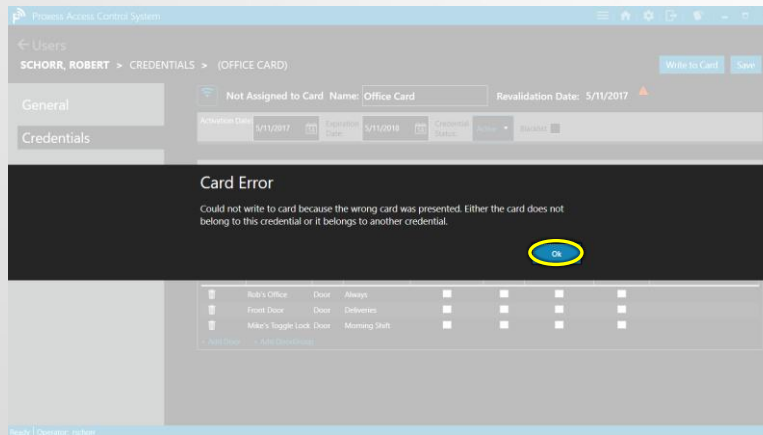 Prowess Access Control System
Users
SCHORR, ROBERT > CREDENTIALS > (OFFICE CARD)
Write to Card Save
General
Credentials
Not Assigned to Card Name: Office Card Revalidation Date: 5/11/2017
Activation Date: 5/11/2017 Expiration Date: 5/11/2018 Credential Status: Active Blacklist
Card Error
Could not write to card because the wrong card was presented. Either the card does not
belong to this credential or it belongs to another credential.
Ok
Rob's Office Door Always
Front Door Door Deliveries
Mike's Toggle Lock Door Morning Shift
+ Add Door + Add Door Group
Ready Operator: rschorr